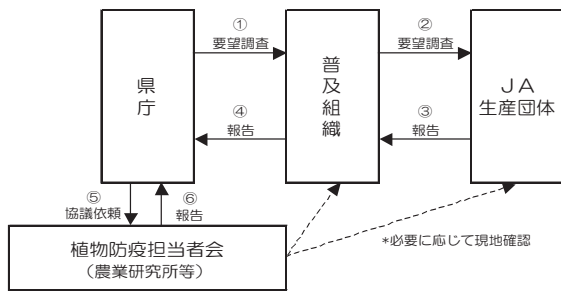 ①
要望調査
②
要望調査
県庁
普及組織
ＪＡ
生産団体
④
報告
③
報告
⑤
協議依頼
⑥
報告
植物防疫担当者会
（農業研究所等）
*必要に応じて現地確認